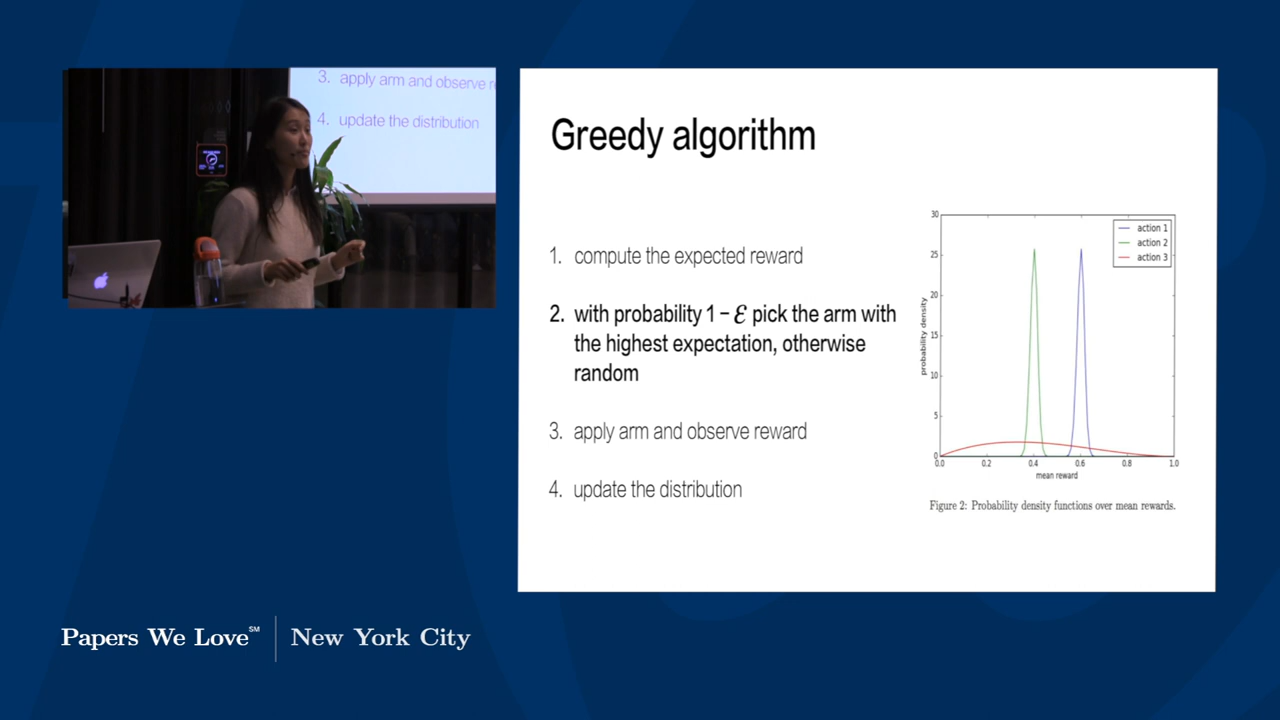 3. apply arm and observe
4. update the distribution
Greedy algorithm
1. compute the expected reward
2. with probability 1 − ℰ pick the arm with
the highest expectation, otherwise
random
3. apply arm and observe reward
4. update the distribution
30
25
20
15
10
5
0
probability density
action 1
action 2
action 3
0.0 0.2 0.4 0.6 0.8 1.0
mean reward
Figure 2: Probability density functions over mean rewards.
Papers We Love℠ | New York City